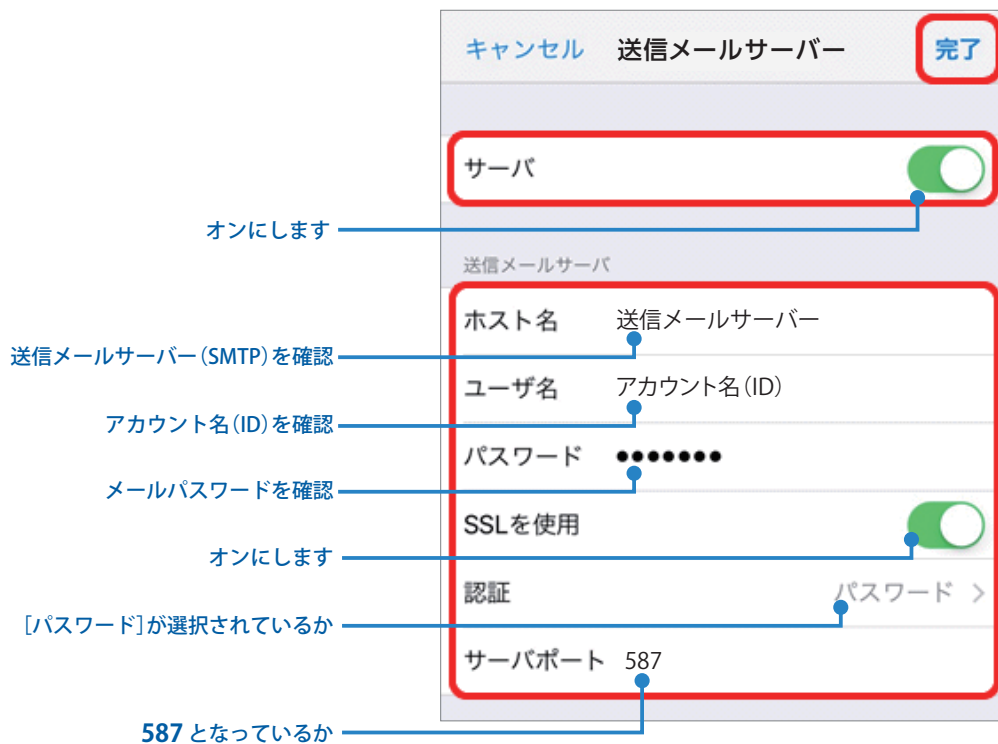 キャンセル 送信メールサーバー 完了
サーバ
オンにします
送信メールサーバ
ホスト名 送信メールサーバー
送信メールサーバー(SMTP)を確認
ユーザ名 アカウント名(ID)
アカウント名(ID)を確認
パスワード ●●●●●●●
メールパスワードを確認
SSLを使用
オンにします
認証 パスワード >
[パスワード]が選択されているか
サーバポート 587
587 となっているか